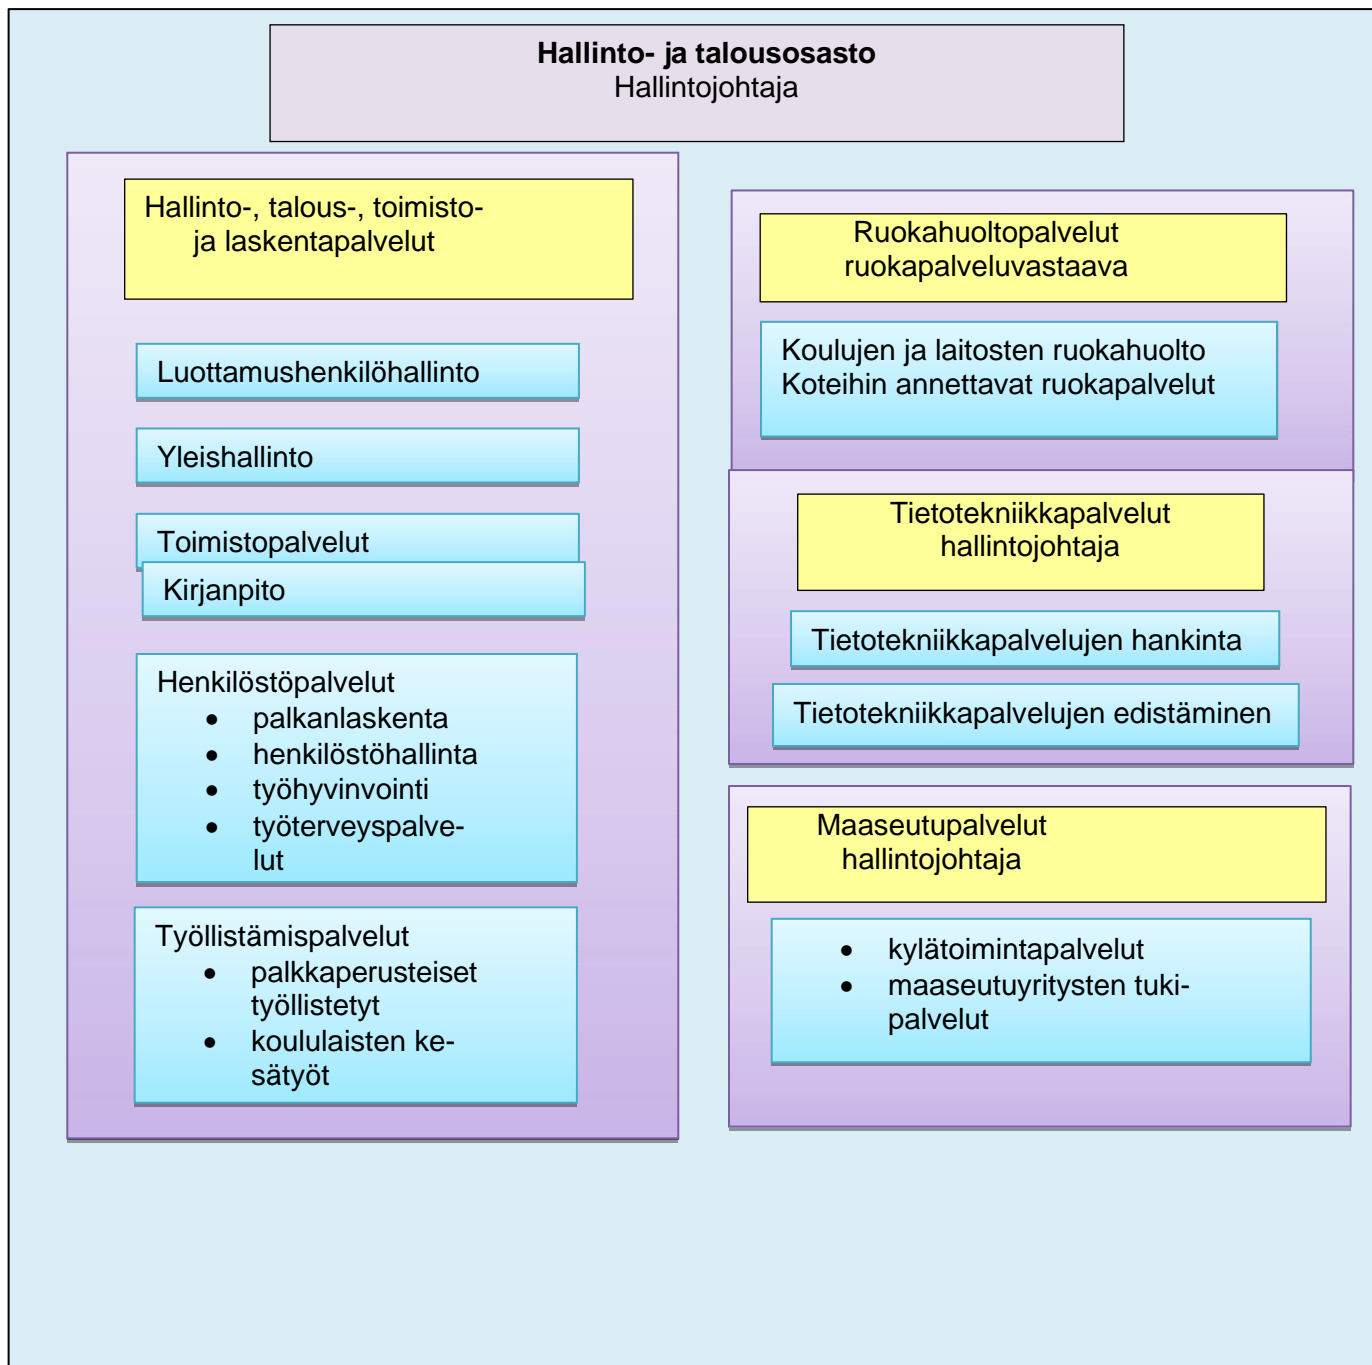 Hallinto- ja talousosasto
Hallintojohtaja
Hallinto-, talous-, toimisto-
ja laskentapalvelut
Luottamushenkilöhallinto
Yleishallinto
Toimistopalvelut
Kirjanpito
Henkilöstöpalvelut
• palkanlaskenta
• henkilöstöhallinta
• työhyvinvointi
• työterveyspalve-
lut
Työllistämispalvelut
• palkkaperusteiset
työllistetyt
• koululaisten ke-
sätyöt
Ruokahuoltopalvelut
ruokapalveluvastaava
Koulujen ja laitosten ruokahuolto
Koteihin annettavat ruokapalvelut
Tietotekniikkapalvelut
hallintojohtaja
Tietotekniikkapalvelujen hankinta
Tietotekniikkapalvelujen edistäminen
Maaseutupalvelut
hallintojohtaja
• kylätoimintapalvelut
• maaseutuyritysten tuki-
palvelut